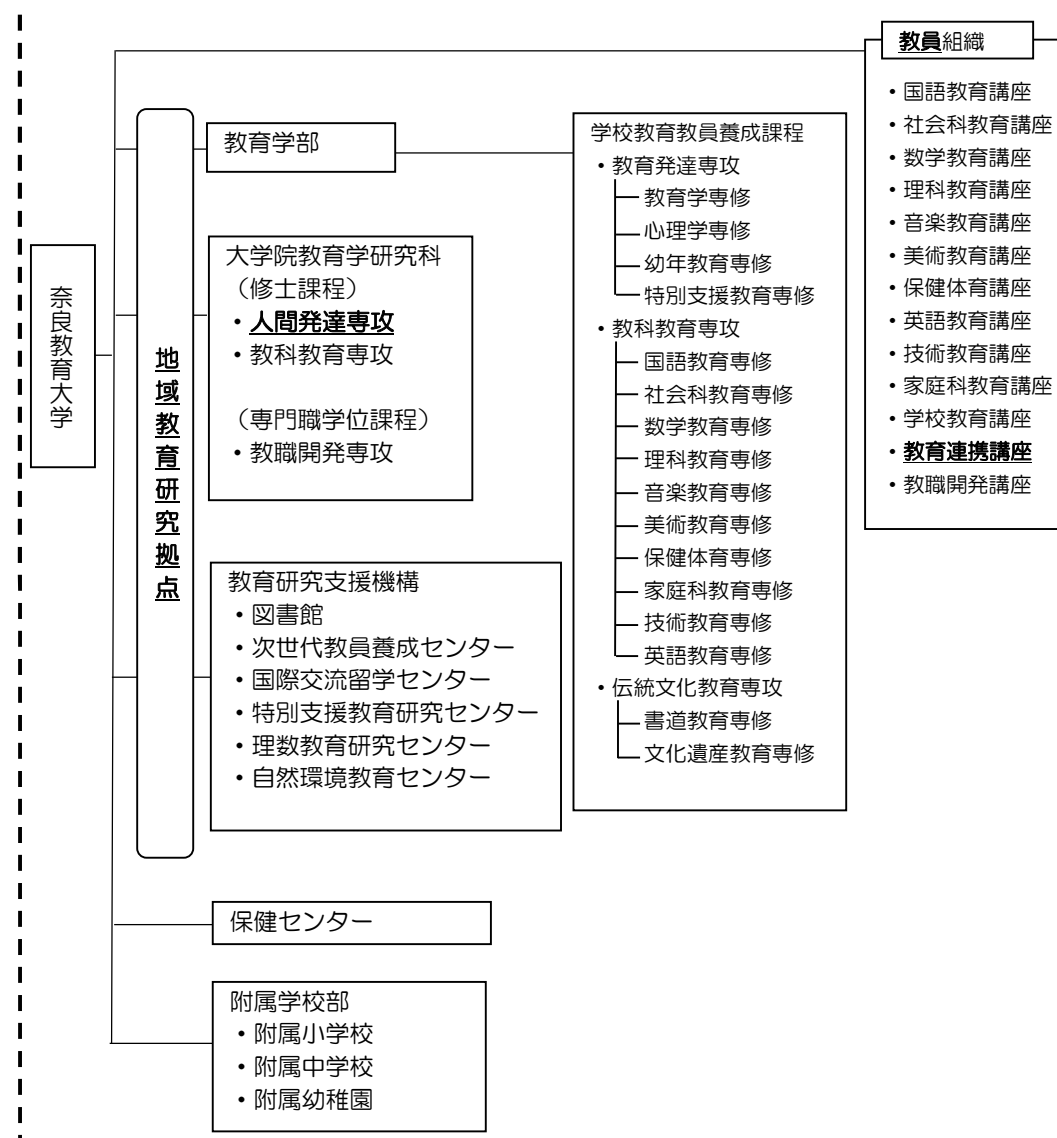 奈良教育大学
地域教育研究拠点
教育学部
大学院教育学研究科
（修士課程）
・人間発達専攻
・教科教育専攻
（専門職学位課程）
・教職開発専攻
教育研究支援機構
・図書館
・次世代教員養成センター
・国際交流留学センター
・特別支援教育研究センター
・理数教育研究センター
・自然環境教育センター
保健センター
附属学校部
・附属小学校
・附属中学校
・附属幼稚園
学校教育教員養成課程
・教育発達専攻
教育学専修
心理学専修
幼年教育専修
特別支援教育専修
・教科教育専攻
国語教育専修
社会科教育専修
数学教育専修
理科教育専修
音楽教育専修
美術教育専修
保健体育専修
家庭科教育専修
技術教育専修
英語教育専修
・伝統文化教育専攻
書道教育専修
文化遺産教育専修
教員組織
・国語教育講座
・社会科教育講座
・数学教育講座
・理科教育講座
・音楽教育講座
・美術教育講座
・保健体育講座
・英語教育講座
・技術教育講座
・家庭科教育講座
・学校教育講座
・教育連携講座
・教職開発講座